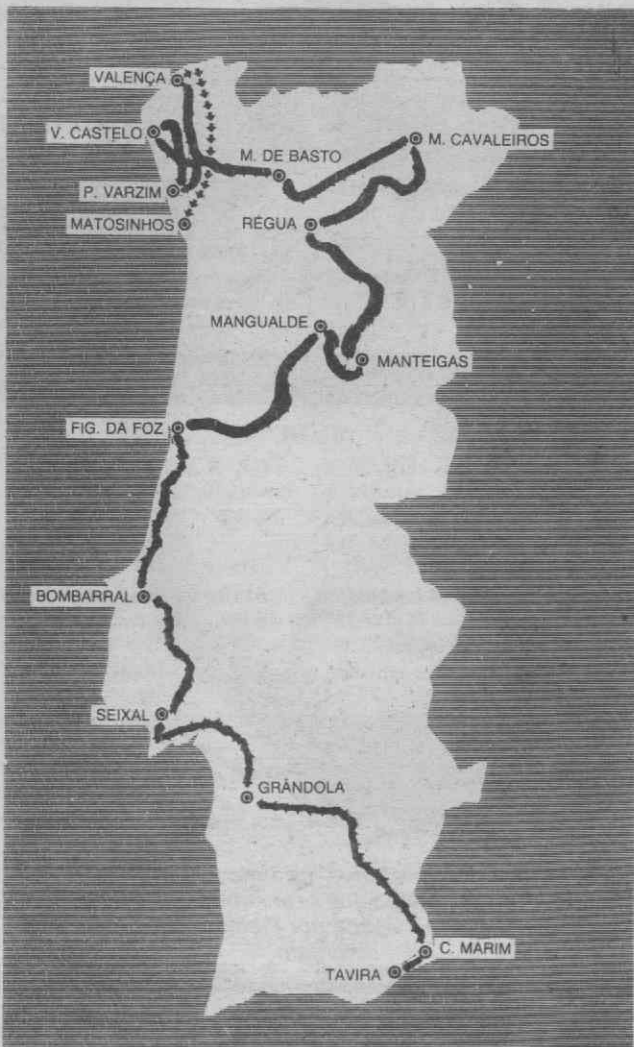 VALENÇA
V. CASTELO
M. CAVALEIROS
M. DE BASTO
P. VARZIM
MATOSINHOS
RÉGUA
MANGUALDE
MANTEIGAS
FIG. DA FOZ
BOMBARRAL
SEIXAL
GRÂNDOLA
C. MARIM
TAVIRA